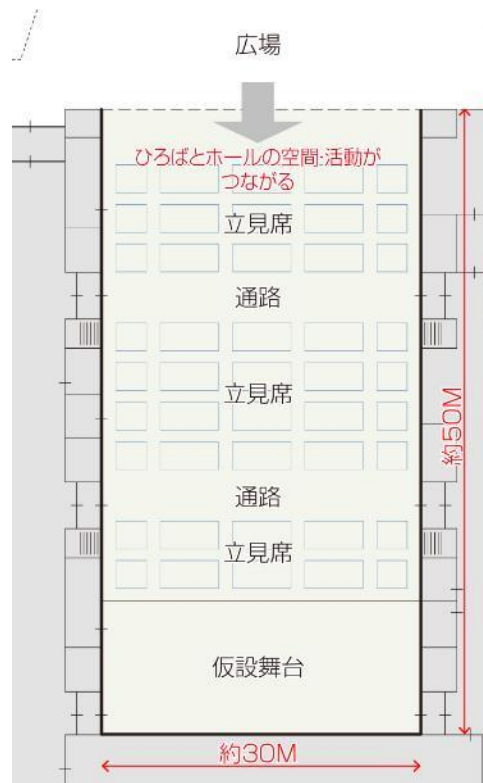 広場
ひろばとホールの空間・活動が
つながる
立見席
通路
立見席
約50M
通路
立見席
仮設舞台
約30M